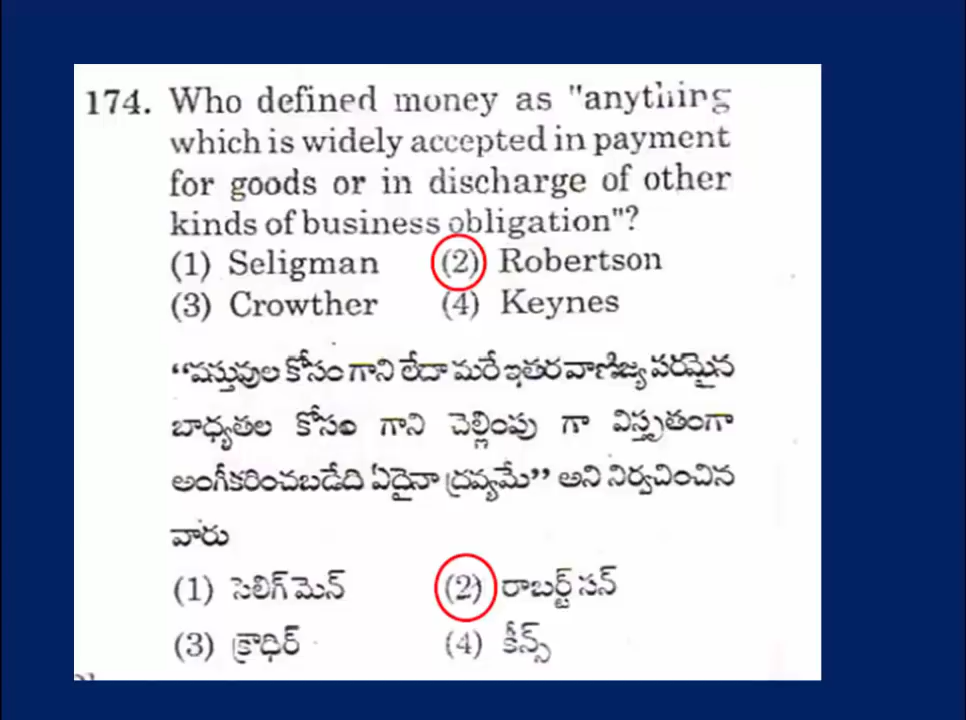 174. Who defined money as "anything
which is widely accepted in payment
for goods or in discharge of other
kinds of business obligation"?
(1) Seligman (2) Robertson
(3) Crowther (4) Keynes
“వస్తువుల కోసం గాని లేదా మరే ఇతర వాణిజ్య పరమైన
బాధ్యతల కోసం గాని చెల్లింపు గా విస్తృతంగా
అంగీకరించబడేది ఏదైనా ద్రవ్యమే” అని నిర్వచించిన
వారు
(1) సెలిగ్‌మెన్ (2) రాబర్ట్‌సన్
(3) క్రౌథర్ (4) కీన్స్